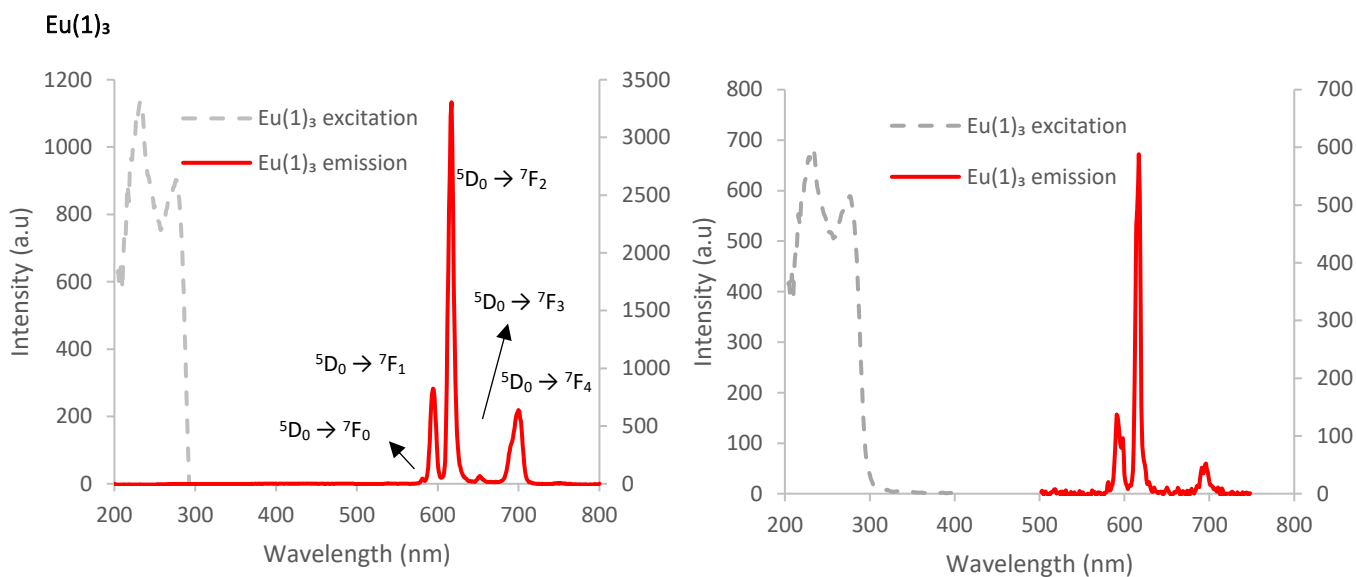 Eu(1)₃
1200
1000
800
600
400
200
0
3500
3000
2500
2000
1500
1000
500
0
200 300 400 500 600 700 800
Intensity (a.u)
Wavelength (nm)
Eu(1)₃ excitation
Eu(1)₃ emission
⁵D₀ → ⁷F₂
⁵D₀ → ⁷F₃
⁵D₀ → ⁷F₁
⁵D₀ → ⁷F₄
⁵D₀ → ⁷F₀
800
700
600
500
400
300
200
100
0
700
600
500
400
300
200
100
0
200 300 400 500 600 700 800
Intensity (a.u)
Wavelength (nm)
Eu(1)₃ excitation
Eu(1)₃ emission